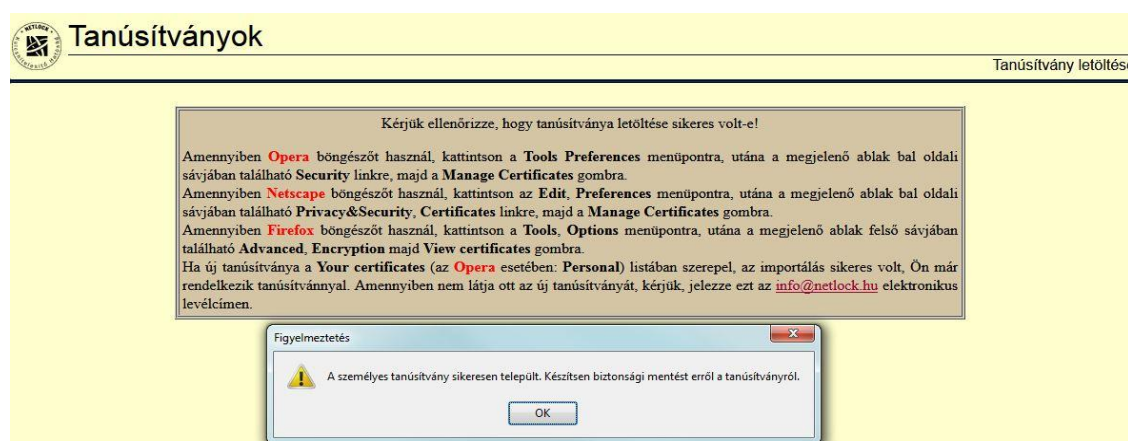 Tanúsítványok
Tanúsítvány letöltés
Kérjük ellenőrizze, hogy tanúsítványa letöltése sikeres volt-e!
Amennyiben Opera böngészőt használ, kattintson a Tools Preferences menüpontra, utána a megjelenő ablak bal oldali
sávjában található Security linkre, majd a Manage Certificates gombra.
Amennyiben Netscape böngészőt használ, kattintson az Edit, Preferences menüpontra, utána a megjelenő ablak bal oldali
sávjában található Privacy&Security, Certificates linkre, majd a Manage Certificates gombra.
Amennyiben Firefox böngészőt használ, kattintson a Tools, Options menüpontra, utána a megjelenő ablak felső sávjában
található Advanced, Encryption majd View certificates gombra.
Ha új tanúsítványa a Your certificates (az Opera esetében: Personal) listában szerepel, az importálás sikeres volt, Ön már
rendelkezik tanúsítvánnyal. Amennyiben nem látja ott az új tanúsítványát, kérjük, jelezze ezt az info@netlock.hu elektronikus
levélcímen.
Figyelmeztetés
A személyes tanúsítvány sikeresen települt. Készítsen biztonsági mentést erről a tanúsítványról.
OK